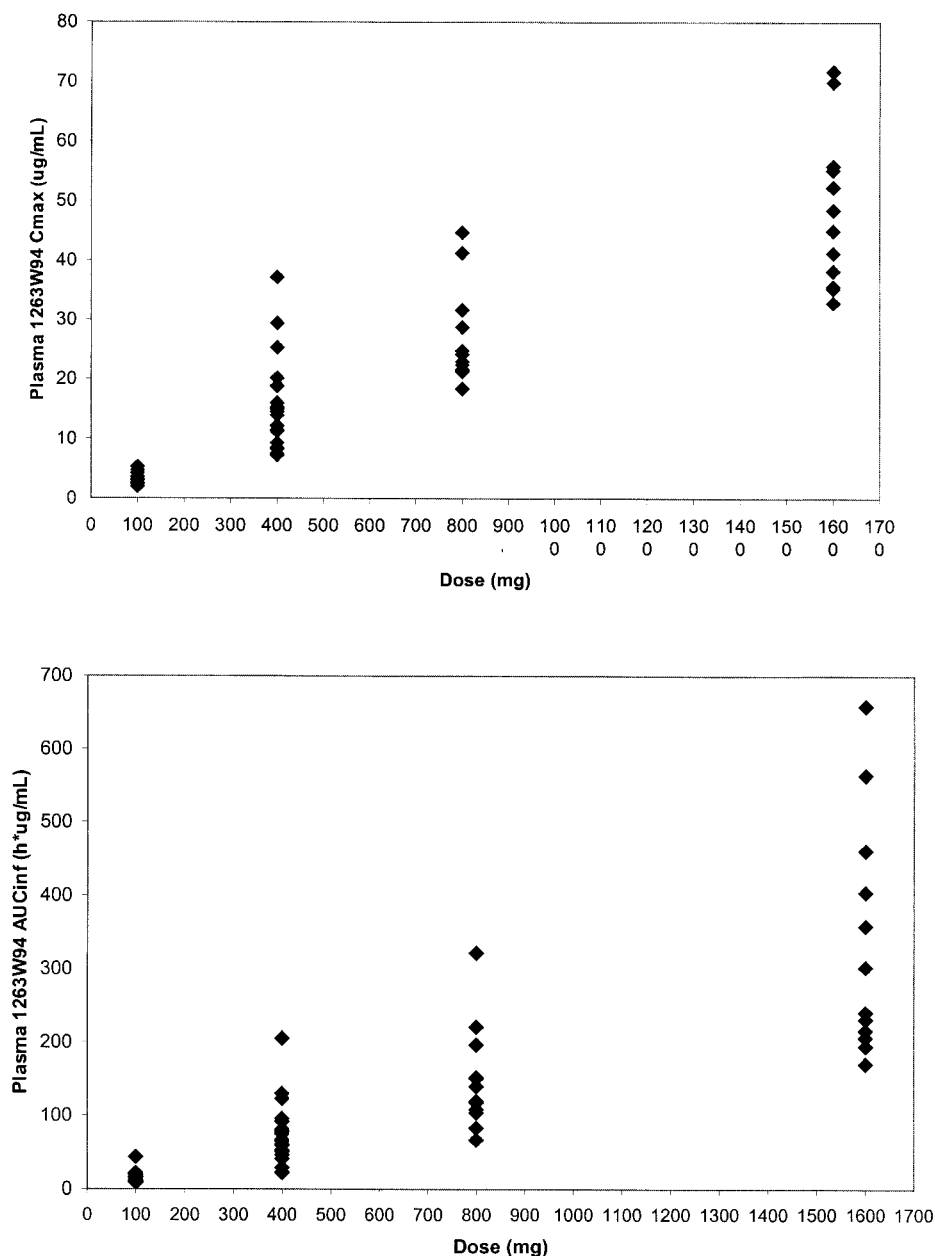 80
70
60
50
40
30
20
10
0
Plasma 1263W94 Cmax (ug/mL)
0 100 200 300 400 500 600 700 800 900 100 110 120 130 140 150 160 170
0 0 0 0 0 0 0 0
Dose (mg)
700
600
500
400
300
200
100
0
Plasma 1263W94 AUCinf (h*ug/mL)
0 100 200 300 400 500 600 700 800 900 1000 1100 1200 1300 1400 1500 1600 1700
Dose (mg)